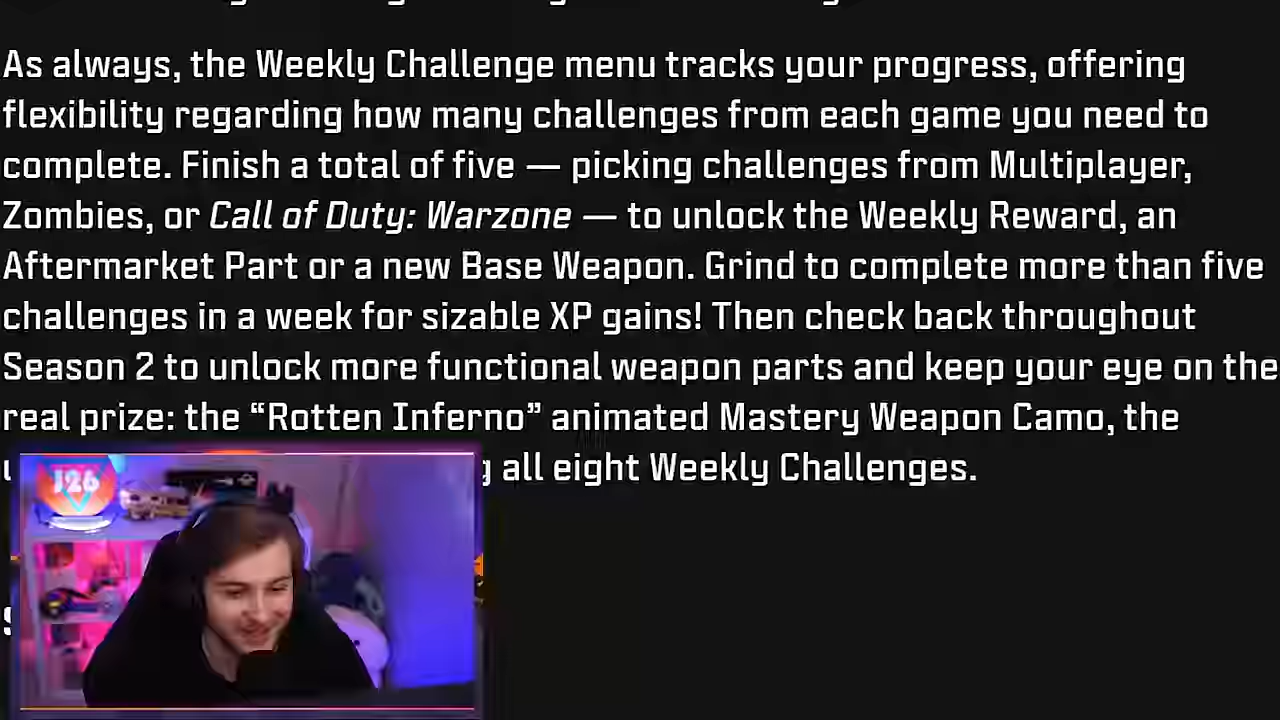 As always, the Weekly Challenge menu tracks your progress, offering
flexibility regarding how many challenges from each game you need to
complete. Finish a total of five — picking challenges from Multiplayer,
Zombies, or Call of Duty: Warzone — to unlock the Weekly Reward, an
Aftermarket Part or a new Base Weapon. Grind to complete more than five
challenges in a week for sizable XP gains! Then check back throughout
Season 2 to unlock more functional weapon parts and keep your eye on the
real prize: the “Rotten Inferno” animated Mastery Weapon Camo, the
all eight Weekly Challenges.
J26